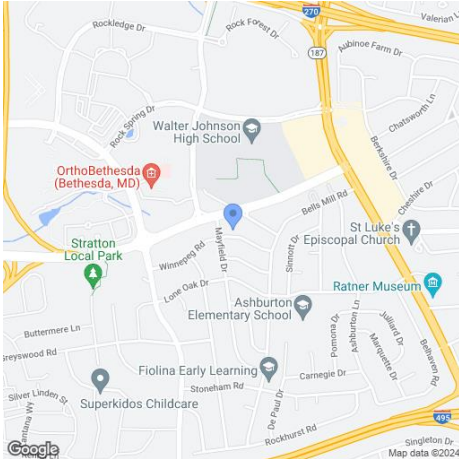 270
Valerian L
Rockledge Dr
Rock Forest Dr
187
Aubinoe Farm Dr
Chatsworth Ln
Rock Spring Dr
Walter Johnson
High School
Berkshire Dr
OrthoBethesda
(Bethesda, MD)
Cheshire Dr
Bells Mill Rd
Mayfield Dr
St Luke's
Episcopal Church
Stratton
Local Park
Winnepeg Rd
Sinnott Dr
Lone Oak Dr
Ratner Museum
Ashburton
Elementary School
Buttermere Ln
Pomona Dr
Ashburton Ln
Julliard Dr
Marquette Dr
Belhaven Rd
Greyswood Rd
Fiolina Early Learning
Carnegie Dr
Silver Linden St
Superkidos Childcare
Stoneham Rd
De Paul Dr
495
antana Wy
Rockhurst Rd
Singleton Dr
Google
Map data ©2024